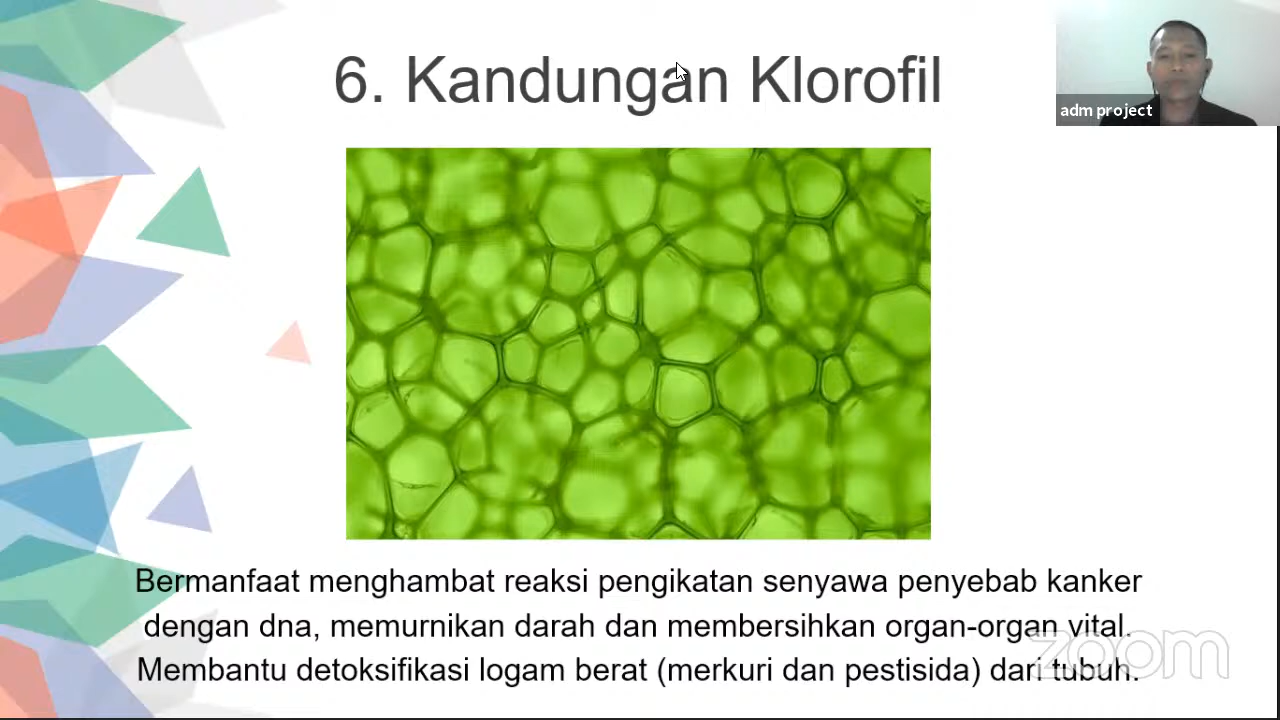 6. Kandungan Klorofil
adm project
Bermanfaat menghambat reaksi pengikatan senyawa penyebab kanker
dengan dna, memurnikan darah dan membersihkan organ-organ vital.
Membantu detoksifikasi logam berat (merkuri dan pestisida) dari tubuh.
zoom